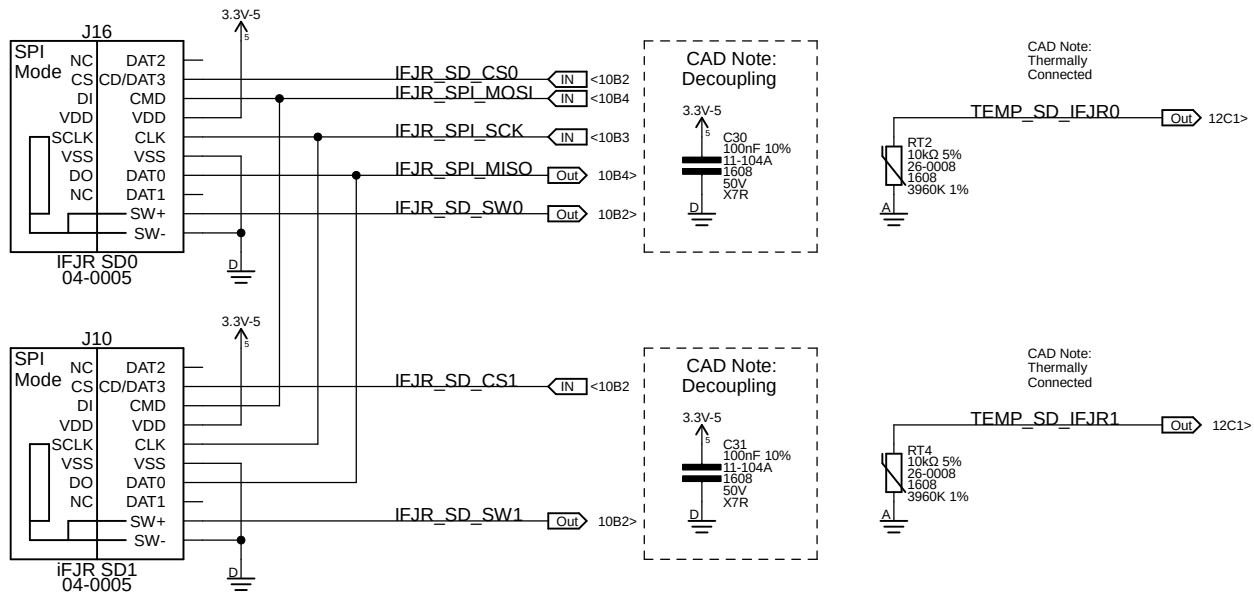 J16
SPI
Mode
NC DAT2
CS CD/DAT3
DI CMD
VDD VDD
SCLK CLK
VSS VSS
DO DAT0
NC DAT1
SW+
SW-
IFJR SD0
04-0005
3.3V-5
5
D
IFJR_SD_CS0 IN <10B2
IFJR_SPI_MOSI IN <10B4
IFJR_SPI_SCK IN <10B3
IFJR_SPI_MISO Out 10B4>
IFJR_SD_SW0 Out 10B2>
CAD Note:
Decoupling
3.3V-5
5
C30
100nF 10%
11-104A
1608
50V
X7R
D
CAD Note:
Thermally
Connected
TEMP_SD_IFJR0 Out 12C1>
RT2
10kΩ 5%
26-0008
1608
3960K 1%
A
J10
SPI
Mode
NC DAT2
CS CD/DAT3
DI CMD
VDD VDD
SCLK CLK
VSS VSS
DO DAT0
NC DAT1
SW+
SW-
iFJR SD1
04-0005
3.3V-5
5
D
IFJR_SD_CS1 IN <10B2
IFJR_SD_SW1 Out 10B2>
CAD Note:
Decoupling
3.3V-5
5
C31
100nF 10%
11-104A
1608
50V
X7R
D
CAD Note:
Thermally
Connected
TEMP_SD_IFJR1 Out 12C1>
RT4
10kΩ 5%
26-0008
1608
3960K 1%
A